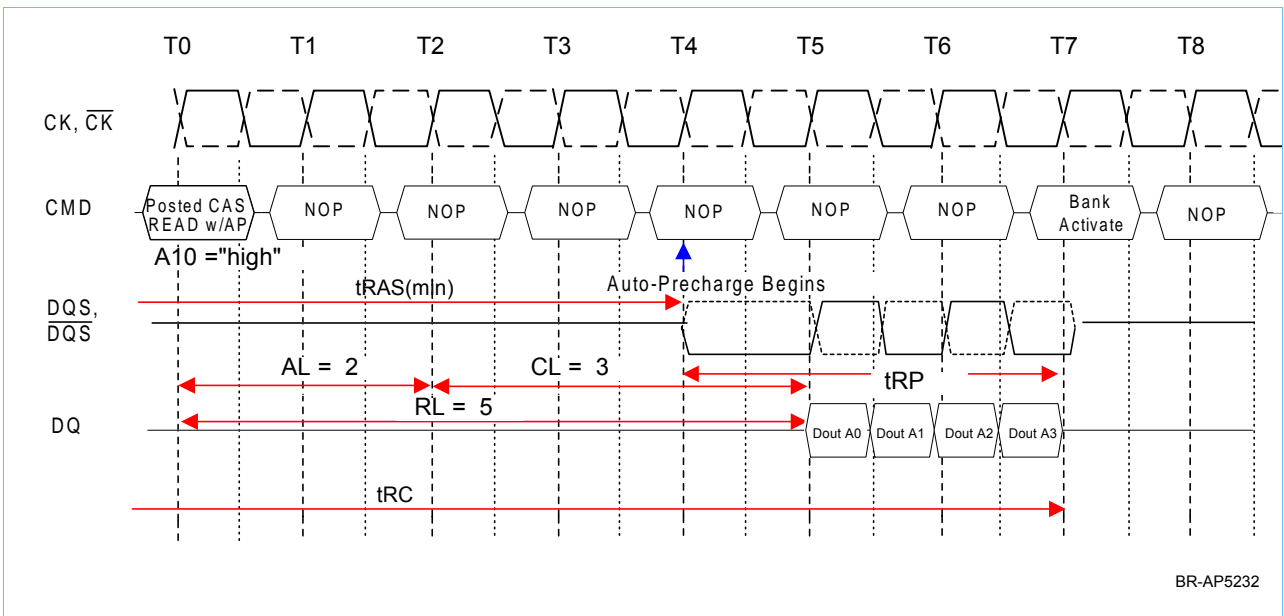 T0 T1 T2 T3 T4 T5 T6 T7 T8
CK, CK
CMD
Posted CAS
READ w/AP
NOP
NOP
NOP
NOP
NOP
NOP
Bank
Activate
NOP
A10 ="high"
Auto-Precharge Begins
tRAS(min)
DQS,
DQS
AL = 2
CL = 3
tRP
RL = 5
DQ
Dout A0
Dout A1
Dout A2
Dout A3
tRC
BR-AP5232